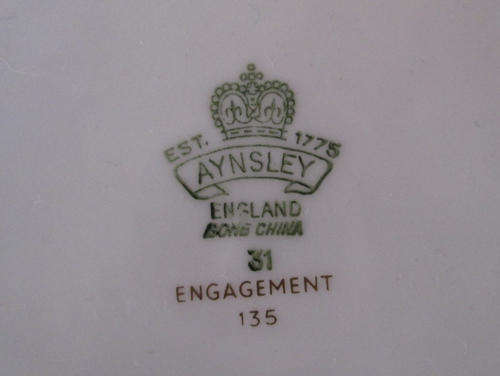 EST. 1775
AYNSLEY
ENGLAND
BONE CHINA
31
ENGAGEMENT
135